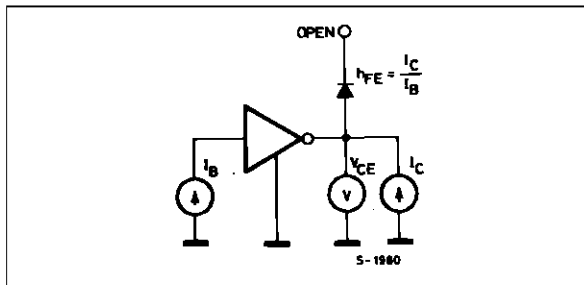 OPEN
hFE = IC
IB
IB
VCE
IC
V
S-1980